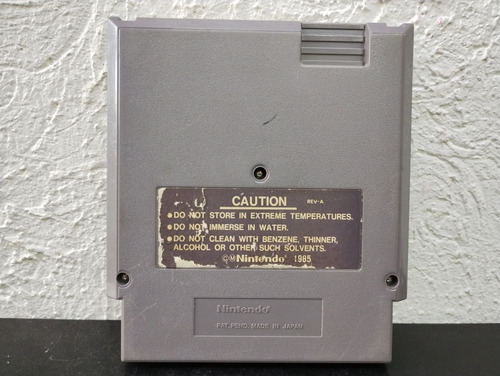 CAUTION REV-A
•DO NOT STORE IN EXTREME TEMPERATURES.
•DO NOT IMMERSE IN WATER.
•DO NOT CLEAN WITH BENZENE, THINNER,
ALCOHOL OR OTHER SUCH SOLVENTS.
©ⓂNintendo® 1985
Nintendo®
PAT. PEND. MADE IN JAPAN